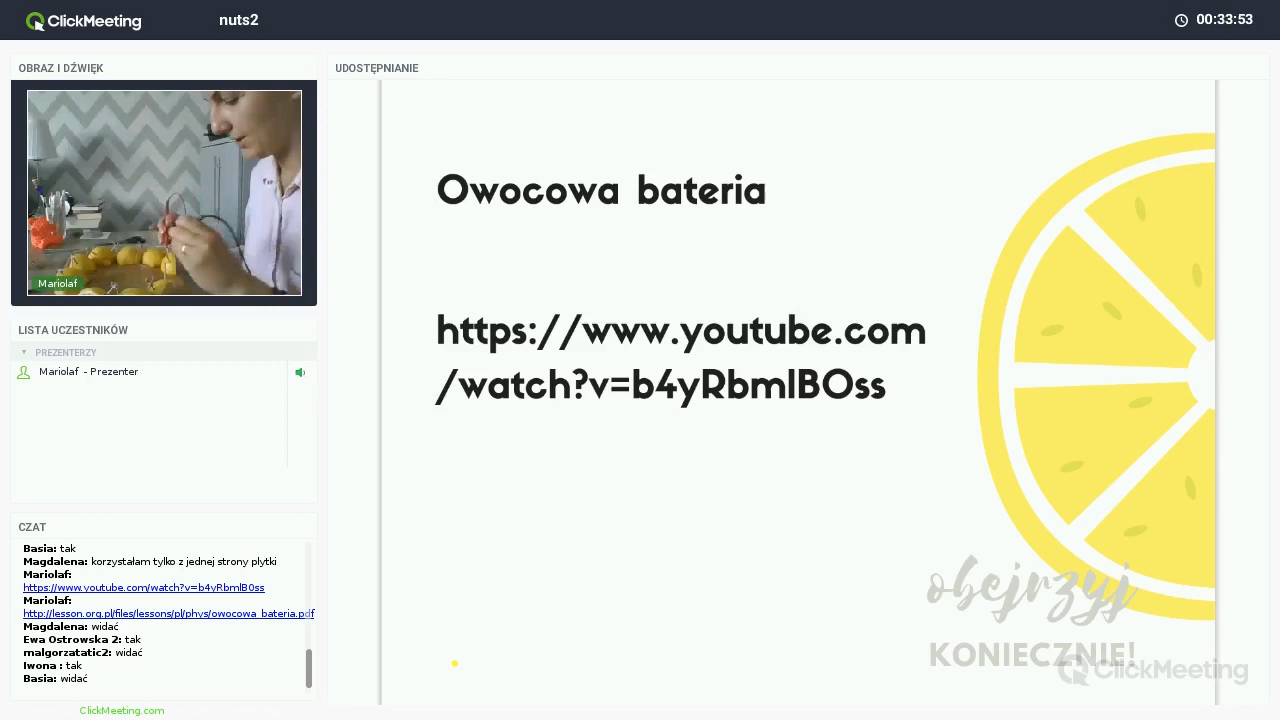 ClickMeeting
nuts2
00:33:53
OBRAZ I DŹWIĘK
Mariolaf
LISTA UCZESTNIKÓW
PREZENTERZY
Mariolaf - Prezenter
CZAT
Basia: tak
Magdalena: korzystałam tylko z jednej strony plytki
Mariolaf:
https://www.youtube.com/watch?v=b4yRbmlB0ss
Mariolaf:
http://lesson.org.pl/files/lessons/pl/phys/owocowa_bateria.pdf
Magdalena: widać
Ewa Ostrowska 2: tak
malgorzatatic2: widać
Iwona : tak
Basia: widać
ClickMeeting.com
UDOSTĘPNIANIE
Owocowa bateria
https://www.youtube.com
/watch?v=b4yRbmlB0ss
obejrzyj
KONIECZNIE!
ClickMeeting